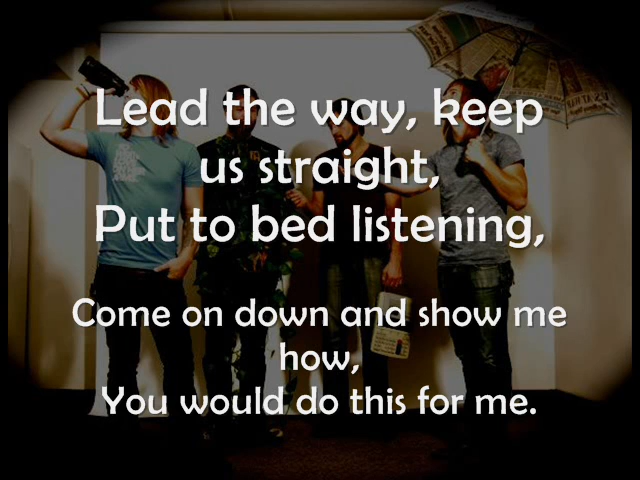 Lead the way, keep
us straight,
Put to bed listening,
Come on down and show me
how,
You would do this for me.